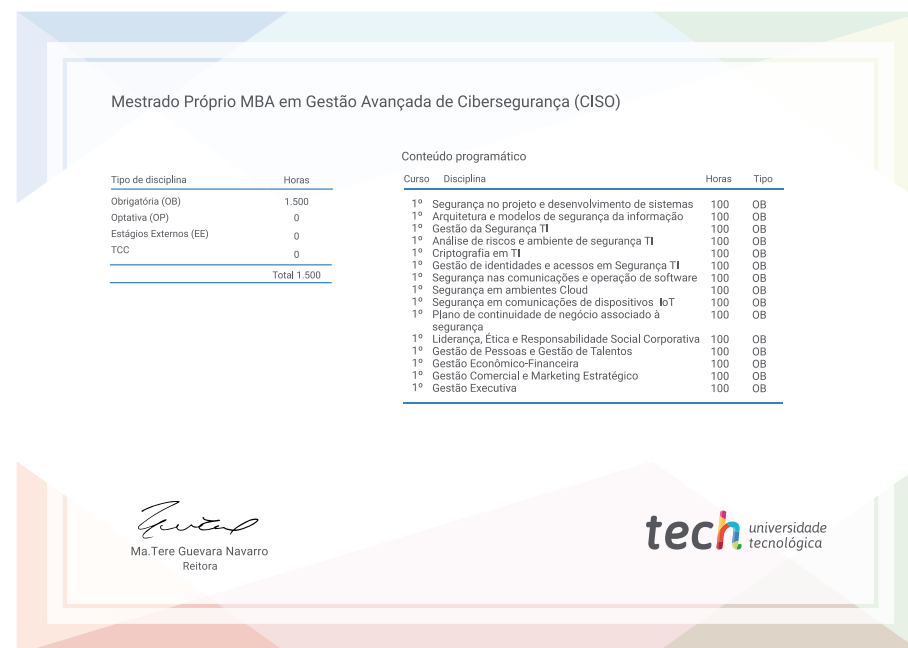 Mestrado Próprio MBA em Gestão Avançada de Cibersegurança (CISO)
Tipo de disciplina Horas
Obrigatória (OB) 1.500
Optativa (OP) 0
Estágios Externos (EE) 0
TCC 0
Total 1.500
Conteúdo programático
Curso Disciplina Horas Tipo
1º Segurança no projeto e desenvolvimento de sistemas 100 OB
1º Arquitetura e modelos de segurança da informação 100 OB
1º Gestão da Segurança TI 100 OB
1º Análise de riscos e ambiente de segurança TI 100 OB
1º Criptografia em TI 100 OB
1º Gestão de identidades e acessos em Segurança TI 100 OB
1º Segurança nas comunicações e operação de software 100 OB
1º Segurança em ambientes Cloud 100 OB
1º Segurança em comunicações de dispositivos IoT 100 OB
1º Plano de continuidade de negócio associado à 100 OB
segurança
1º Liderança, Ética e Responsabilidade Social Corporativa 100 OB
1º Gestão de Pessoas e Gestão de Talentos 100 OB
1º Gestão Econômico-Financeira 100 OB
1º Gestão Comercial e Marketing Estratégico 100 OB
1º Gestão Executiva 100 OB
Ma.Tere Guevara Navarro
Reitora
tech universidade
tecnológica